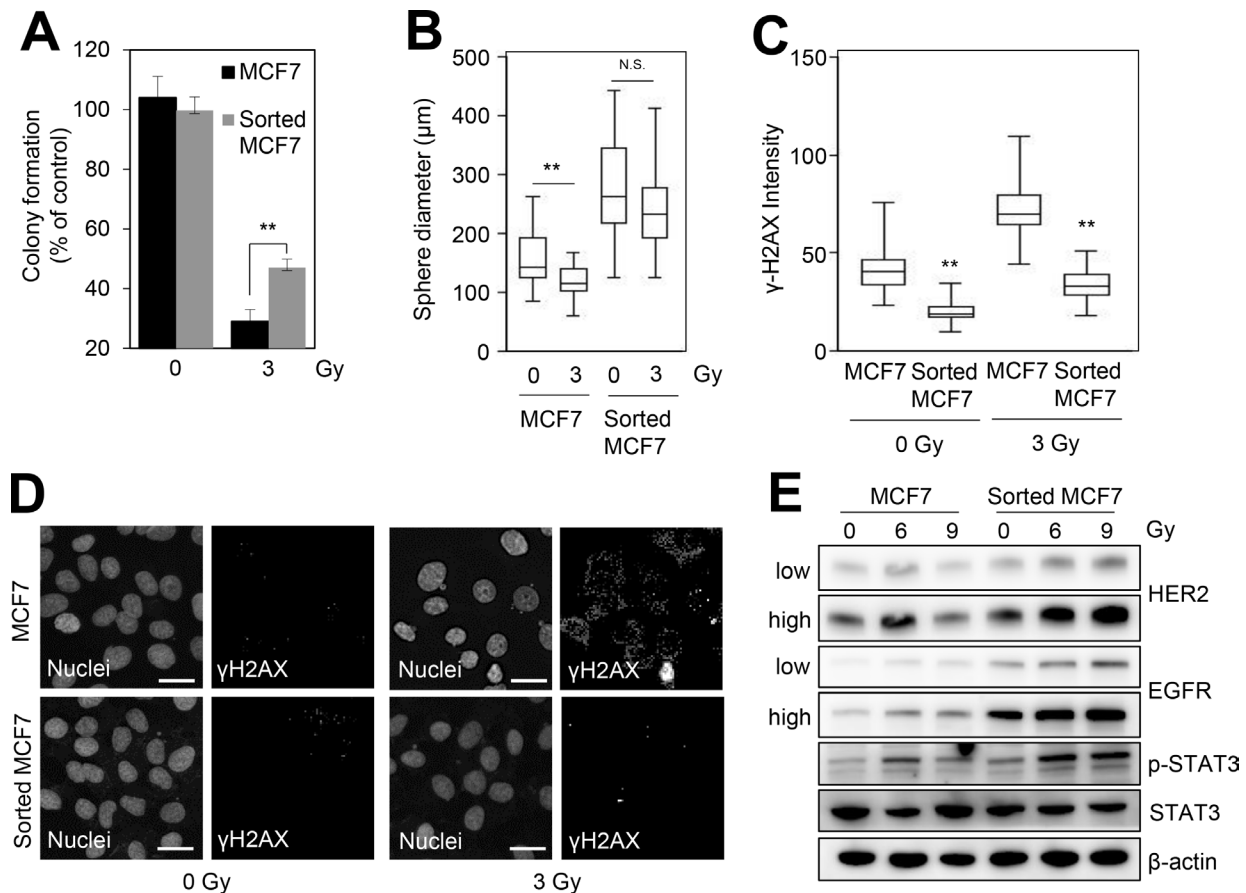 A
120
100
80
60
40
20
Colony formation
(% of control)
MCF7
Sorted
MCF7
**
0 3 Gy
B
500
400
300
200
100
0
Sphere diameter (μm)
N.S.
**
0 3 0 3 Gy
MCF7 Sorted
MCF7
C
150
100
50
0
γ-H2AX Intensity
**
**
MCF7 Sorted MCF7 Sorted
MCF7 MCF7
0 Gy 3 Gy
D
MCF7
Nuclei γH2AX Nuclei γH2AX
Sorted MCF7
Nuclei γH2AX Nuclei γH2AX
0 Gy 3 Gy
E
MCF7 Sorted MCF7
0 6 9 0 6 9 Gy
low
HER2
high
low
EGFR
high
p-STAT3
STAT3
β-actin